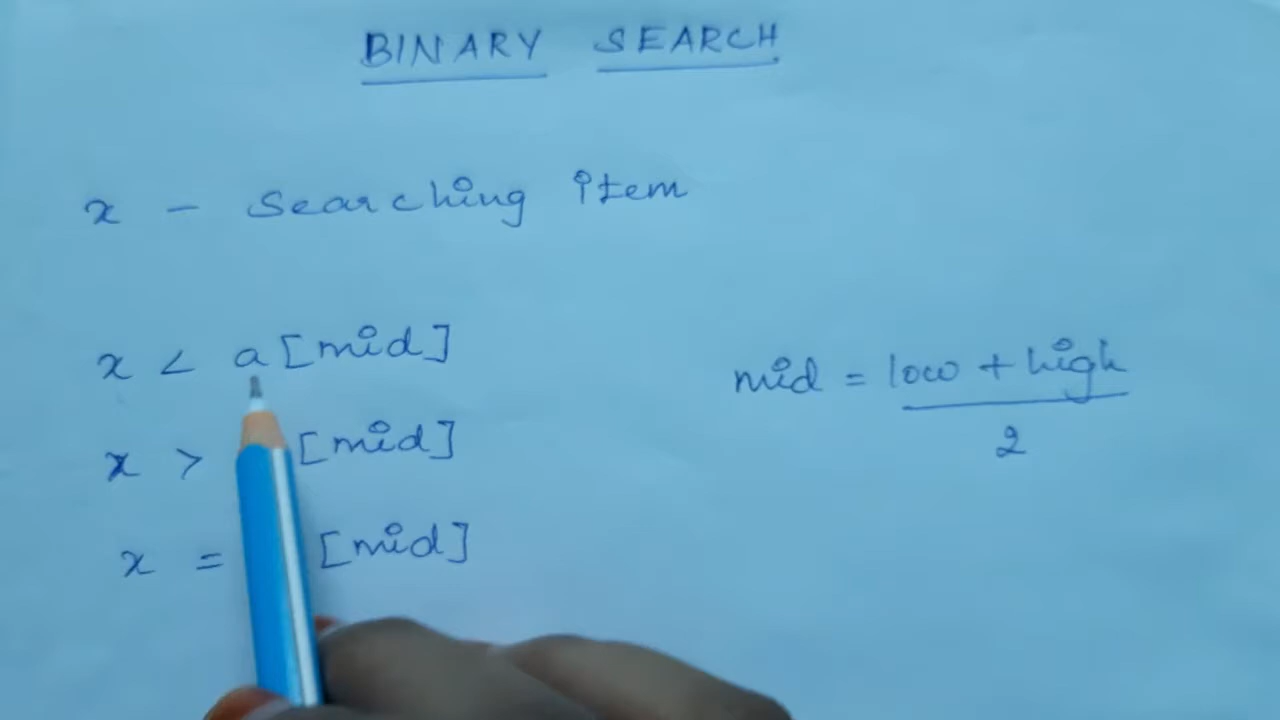 BINARY SEARCH
x - Searching item
x < a[mid]
x > [mid]
x = [mid]
mid = low + high
2